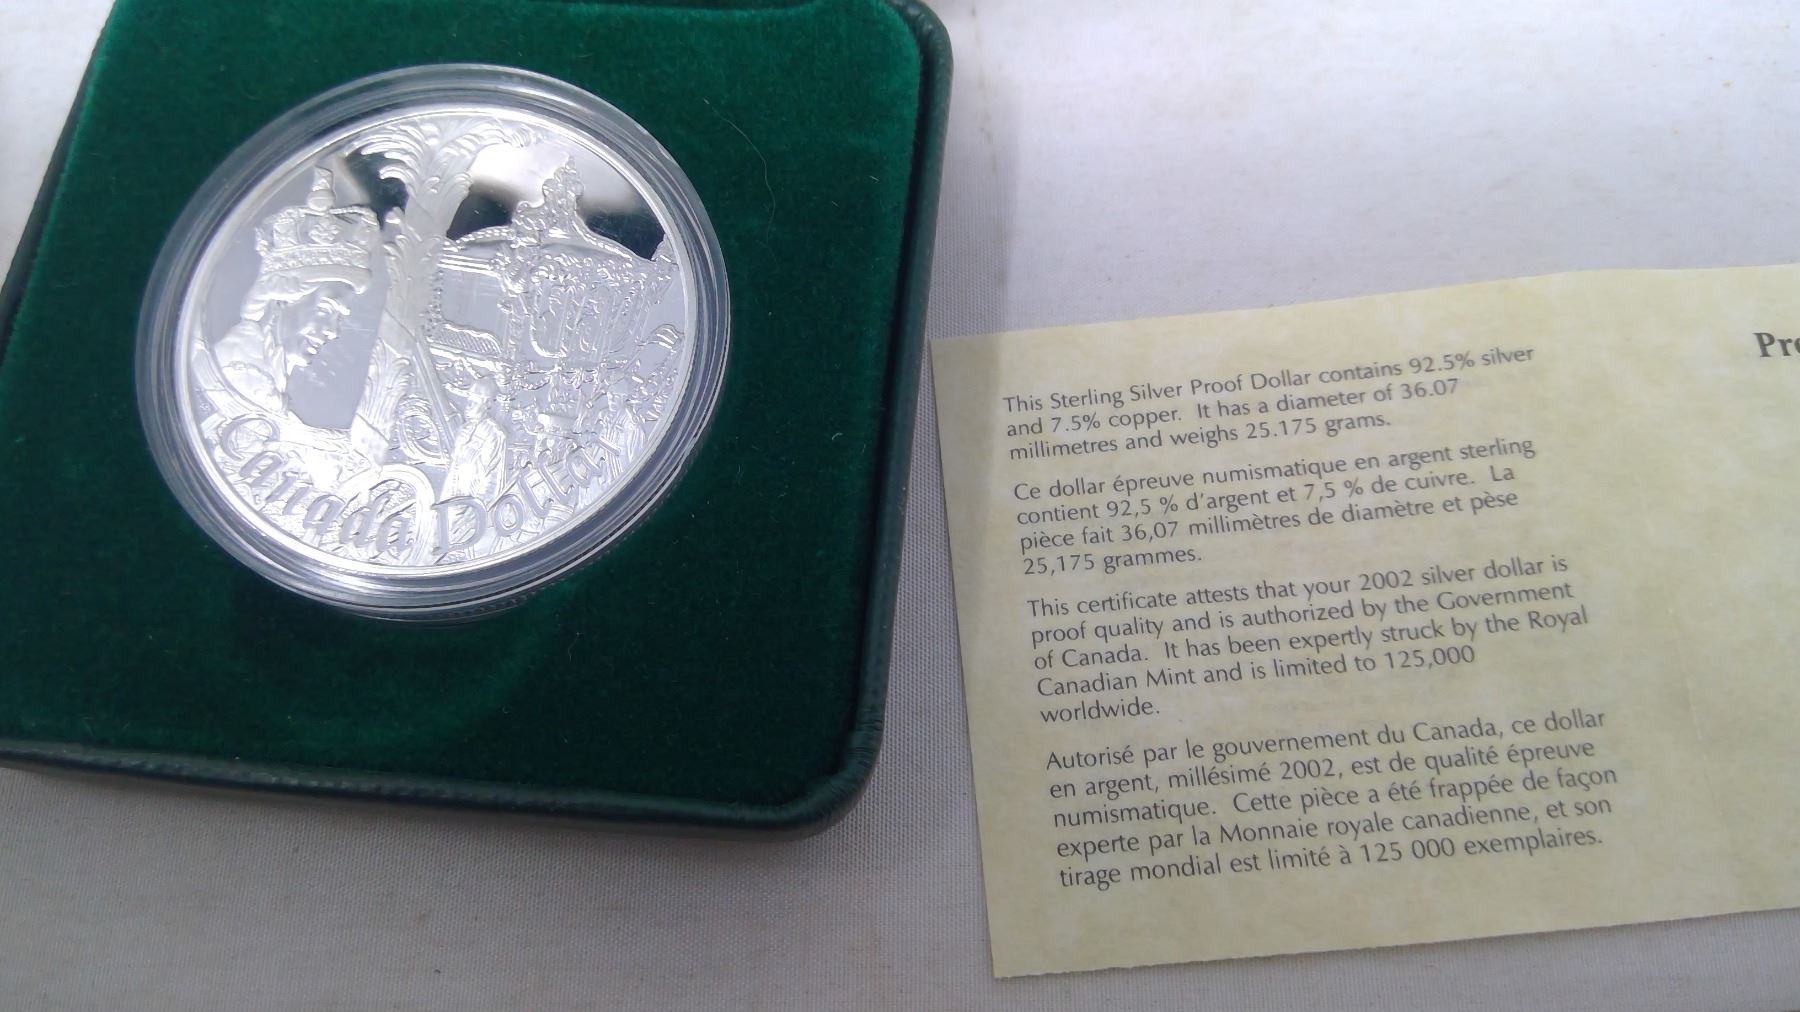 Canada Dollar
This Sterling Silver Proof Dollar contains 92.5% silver
and 7.5% copper. It has a diameter of 36.07
millimetres and weighs 25.175 grams.
Ce dollar épreuve numismatique en argent sterling
contient 92,5 % d'argent et 7,5 % de cuivre. La
pièce fait 36,07 millimètres de diamètre et pèse
25,175 grammes.
This certificate attests that your 2002 silver dollar is
proof quality and is authorized by the Government
of Canada. It has been expertly struck by the Royal
Canadian Mint and is limited to 125,000
worldwide.
Autorisé par le gouvernement du Canada, ce dollar
en argent, millésimé 2002, est de qualité épreuve
numismatique. Cette pièce a été frappée de façon
experte par la Monnaie royale canadienne, et son
tirage mondial est limité à 125 000 exemplaires.